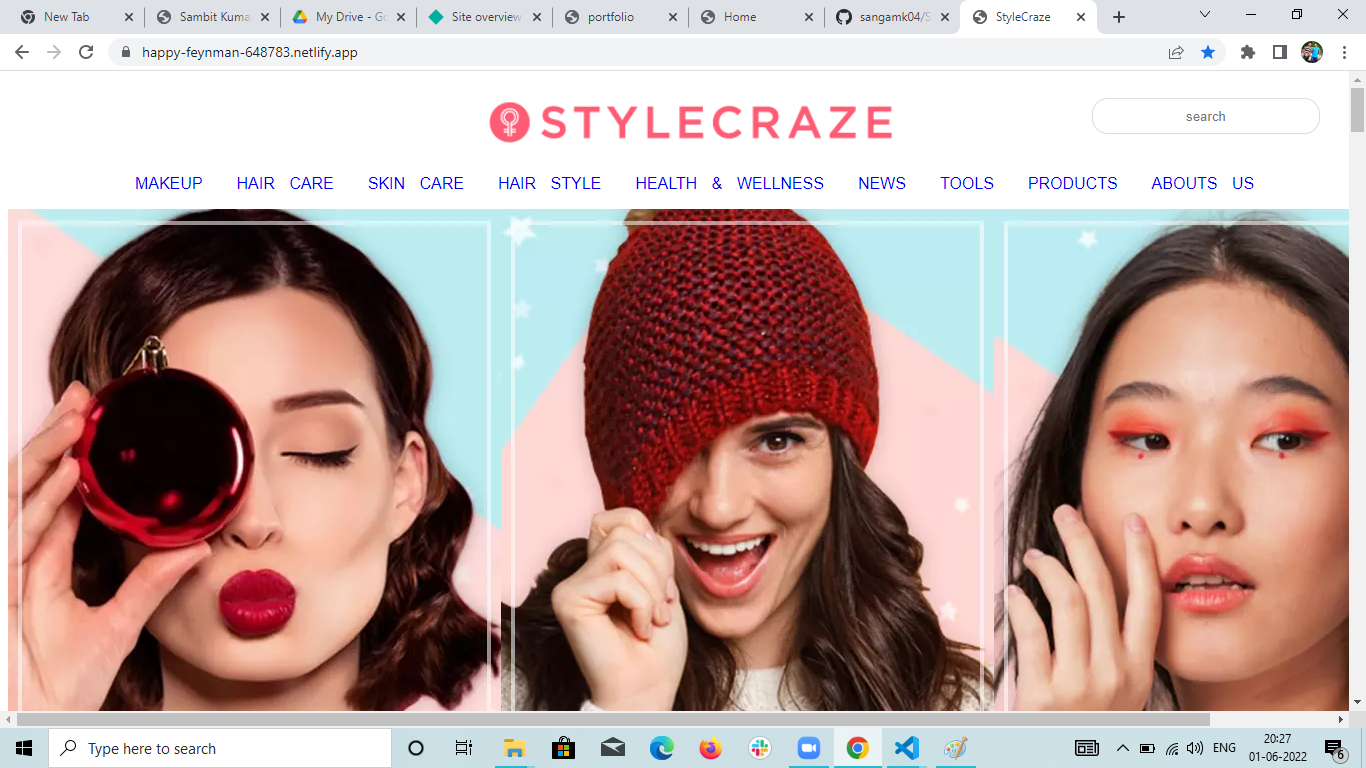 New Tab
Sambit Kuma
My Drive - Go
Site overview
portfolio
Home
sangamk04/S
StyleCraze
happy-feynman-648783.netlify.app
STYLECRAZE
search
MAKEUP HAIR CARE SKIN CARE HAIR STYLE HEALTH & WELLNESS NEWS TOOLS PRODUCTS ABOUTS US
Type here to search
ENG
20:27
01-06-2022
6